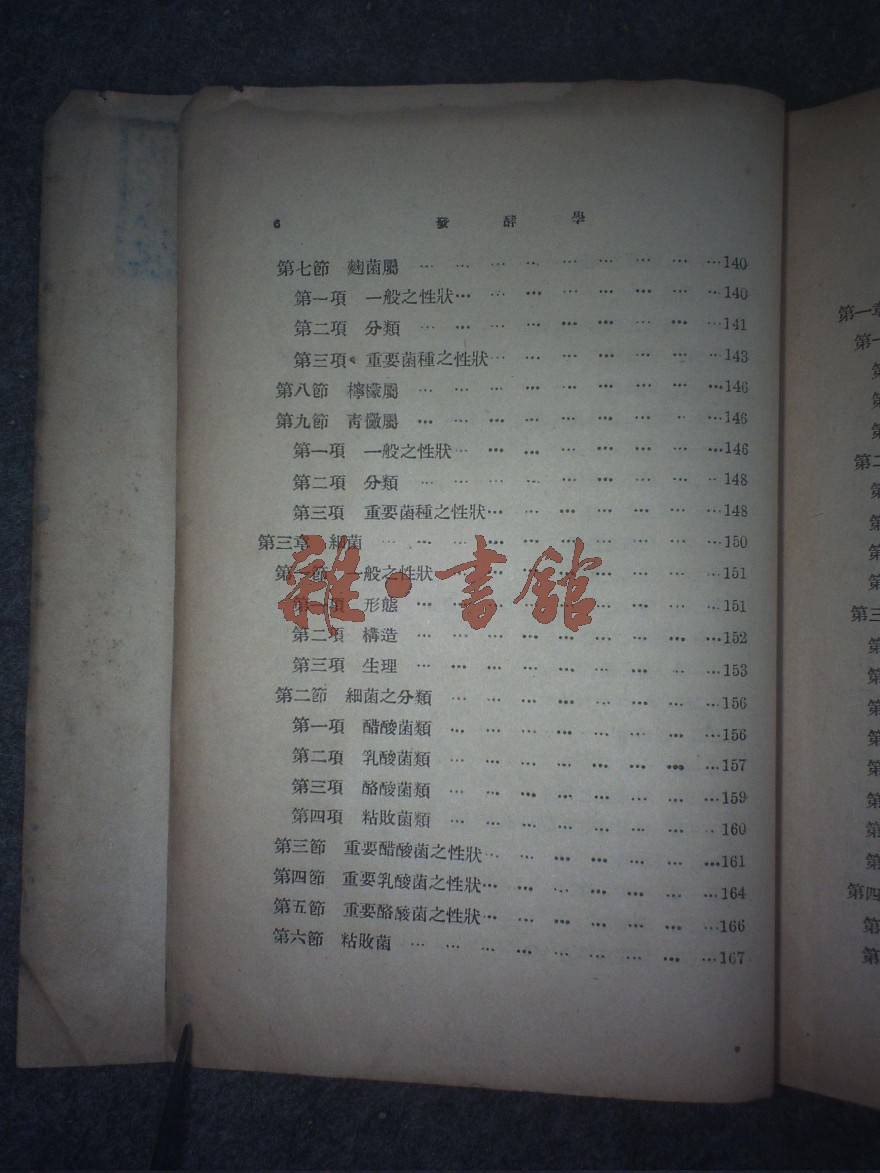 6 發酵學
第七節 麴菌屬 … … … … … … … … …140
第一項 一般之性狀… … … … … … … …140
第二項 分類 … … … … … … … … …141
第三項 重要菌種之性狀… … … … … … …143
第八節 檸檬屬 … … … … … … … … …146
第九節 靑黴屬 … … … … … … … … …146
第一項 一般之性狀… … … … … … … …146
第二項 分類 … … … … … … … … …148
第三項 重要菌種之性狀… … … … … … …148
第三章 細菌 … … … … … … … … … …150
第一節 一般之性狀 … … … … … … … …151
第一項 形態 … … … … … … … … …151
第二項 構造 … … … … … … … … …152
第三項 生理 … … … … … … … … …153
第二節 細菌之分類 … … … … … … … …156
第一項 醋酸菌類 … … … … … … … …156
第二項 乳酸菌類 … … … … … … … …157
第三項 酪酸菌類 … … … … … … … …159
第四項 粘敗菌類 … … … … … … … …160
第三節 重要醋酸菌之性狀… … … … … … …161
第四節 重要乳酸菌之性狀… … … … … … …164
第五節 重要酪酸菌之性狀… … … … … … …166
第六節 粘敗菌 … … … … … … … … …167
雜·書館